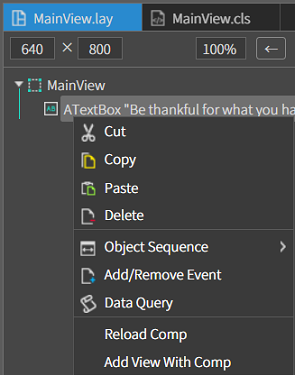 MainView.lay
MainView.cls
640 × 800 100% ←
MainView
AB ATextBox "Be thankful for what you ha
Cut
Copy
Paste
Delete
Object Sequence >
Add/Remove Event
Data Query
Reload Comp
Add View With Comp